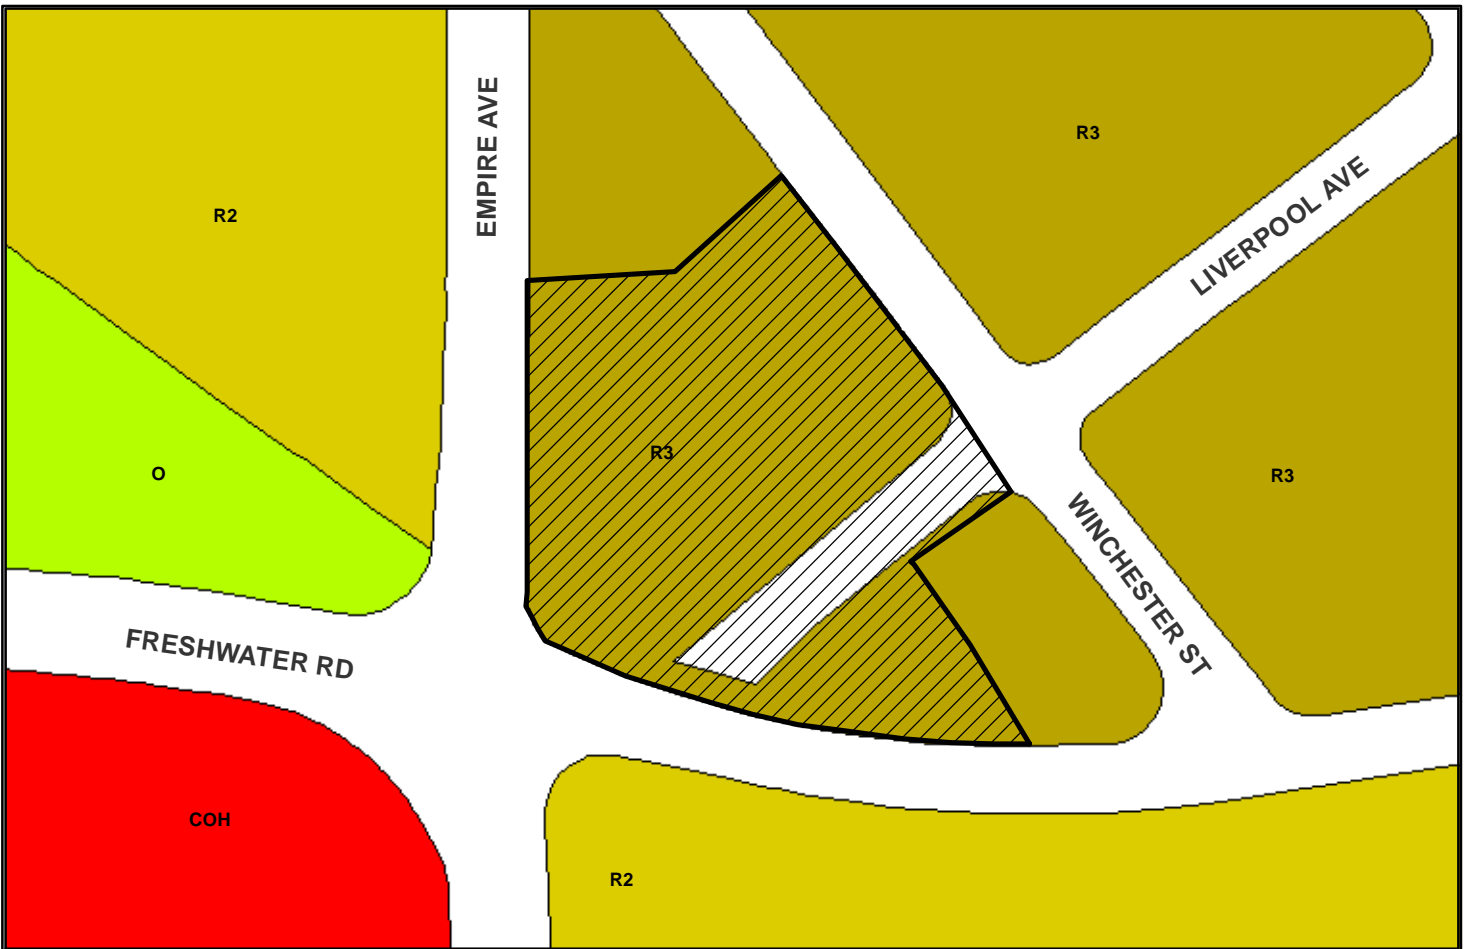 EMPIRE AVE
R3
R2
LIVERPOOL AVE
R3
O
R3
WINCHESTER ST
FRESHWATER RD
COH
R2